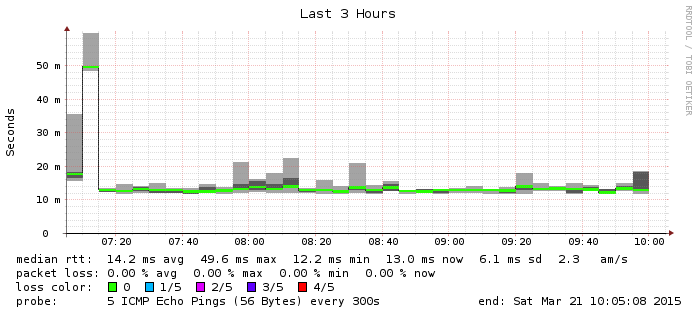 Last 3 Hours
RRDTOOL / TOBI OETIKER
Seconds
50 m
40 m
30 m
20 m
10 m
0
07:20 07:40 08:00 08:20 08:40 09:00 09:20 09:40 10:00
median rtt: 14.2 ms avg 49.6 ms max 12.2 ms min 13.0 ms now 6.1 ms sd 2.3 am/s
packet loss: 0.00 % avg 0.00 % max 0.00 % min 0.00 % now
loss color: 0 1/5 2/5 3/5 4/5
probe: 5 ICMP Echo Pings (56 Bytes) every 300s end: Sat Mar 21 10:05:08 2015